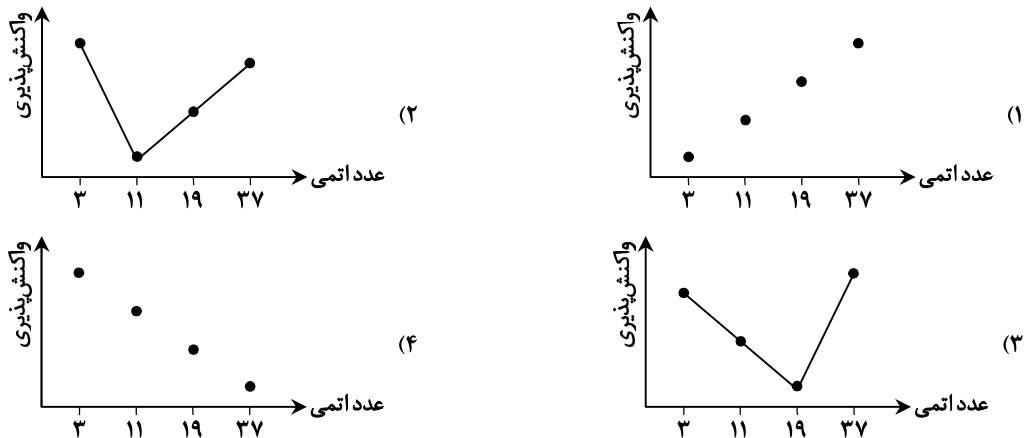 واکنش‌پذیری
۱)
عدد اتمی
۳ ۱۱ ۱۹ ۳۷
واکنش‌پذیری
۲)
عدد اتمی
۳ ۱۱ ۱۹ ۳۷
واکنش‌پذیری
۳)
عدد اتمی
۳ ۱۱ ۱۹ ۳۷
واکنش‌پذیری
۴)
عدد اتمی
۳ ۱۱ ۱۹ ۳۷